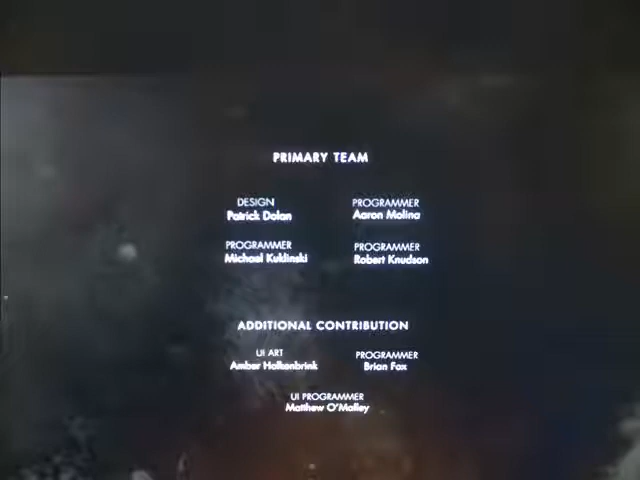 PRIMARY TEAM
DESIGN
Patrick Dolan
PROGRAMMER
Aaron Molina
PROGRAMMER
Michael Kuklinski
PROGRAMMER
Robert Knudson
ADDITIONAL CONTRIBUTION
UI ART
Amber Holkenbrink
PROGRAMMER
Brian Fox
UI PROGRAMMER
Matthew O'Malley